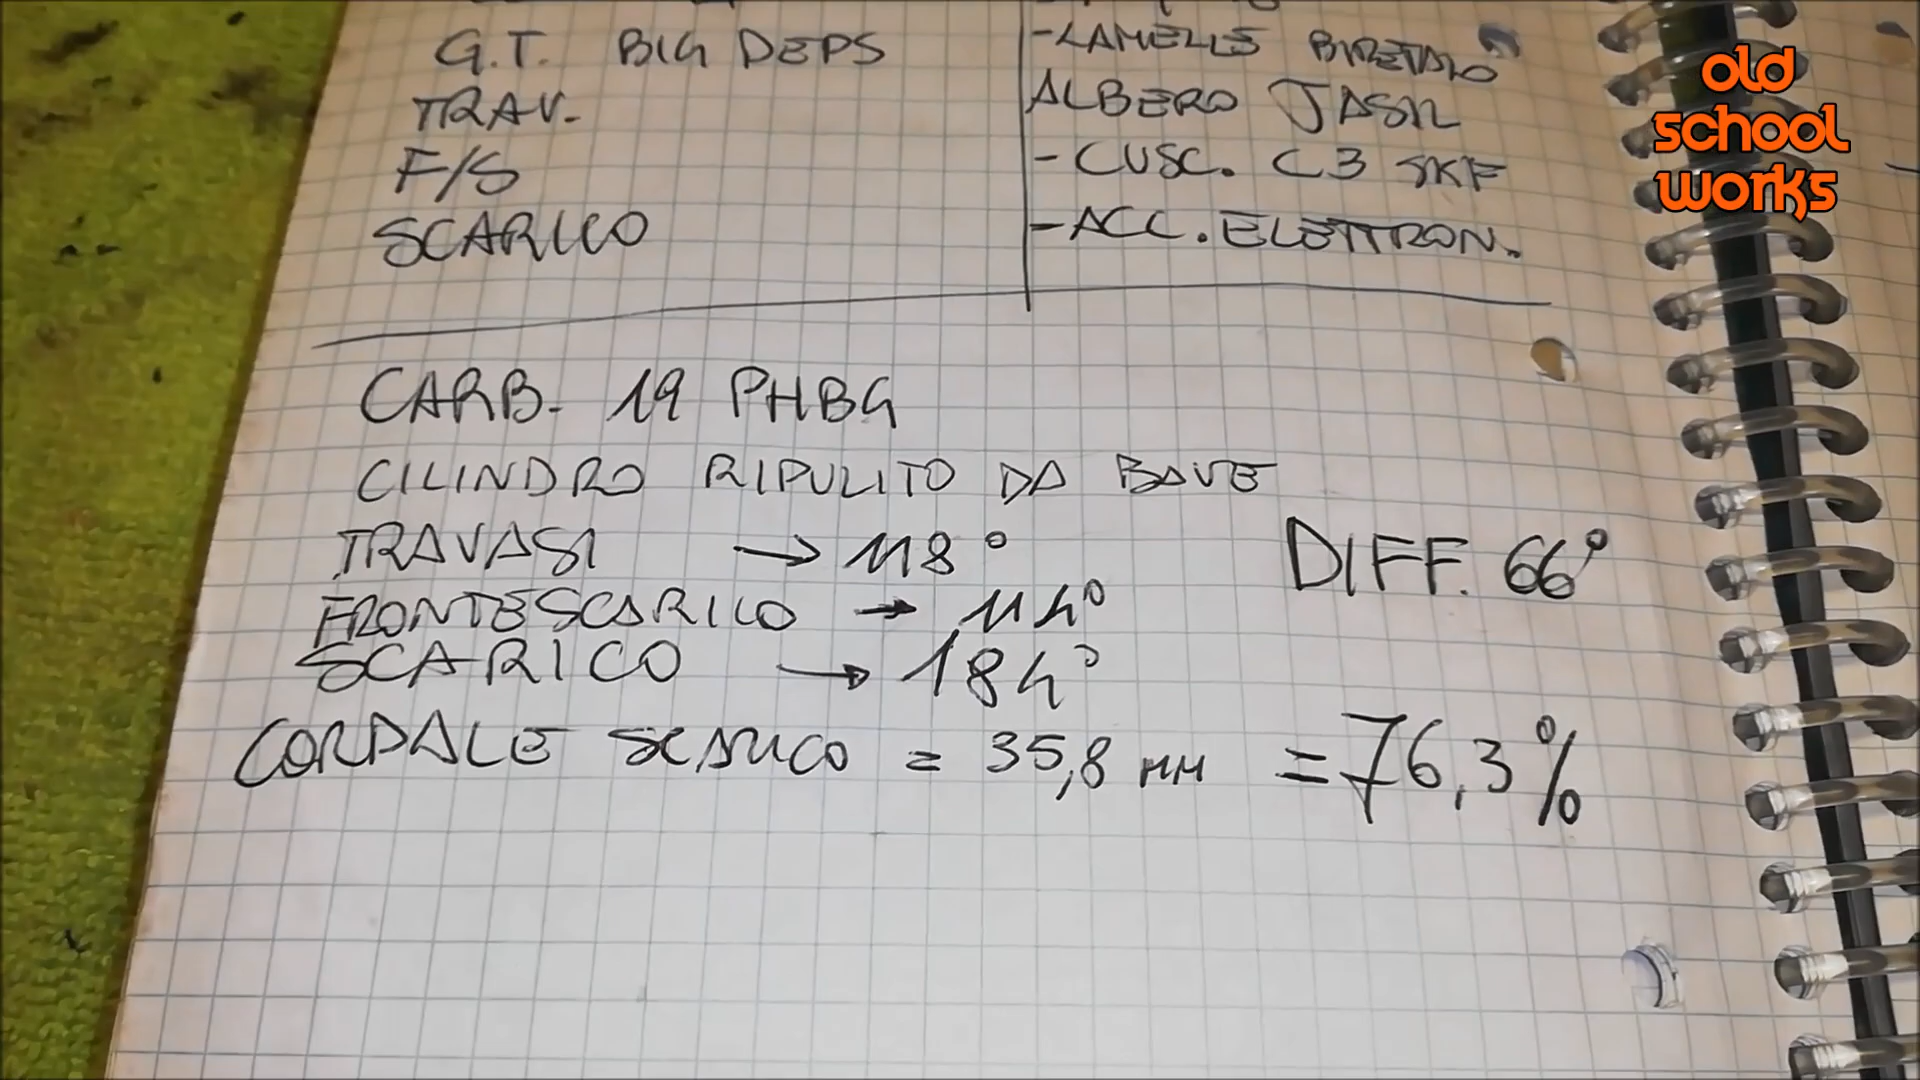 G.T. BIG DEPS
TRAV.
F/S
SCARICO
-LAMELLE
ALBERO JASIL
- CUSC. C3 SKF
- ACC. ELETTRON.
CARB. 19 PHBG
CILINDRO RIPULITO DA BAVE
TRAVASI → 118°
FRONTESCARICO → 114°
SCARICO → 184°
DIFF. 66°
CORDALE SCARICO = 35,8 mm = 76,3%
old
school
works